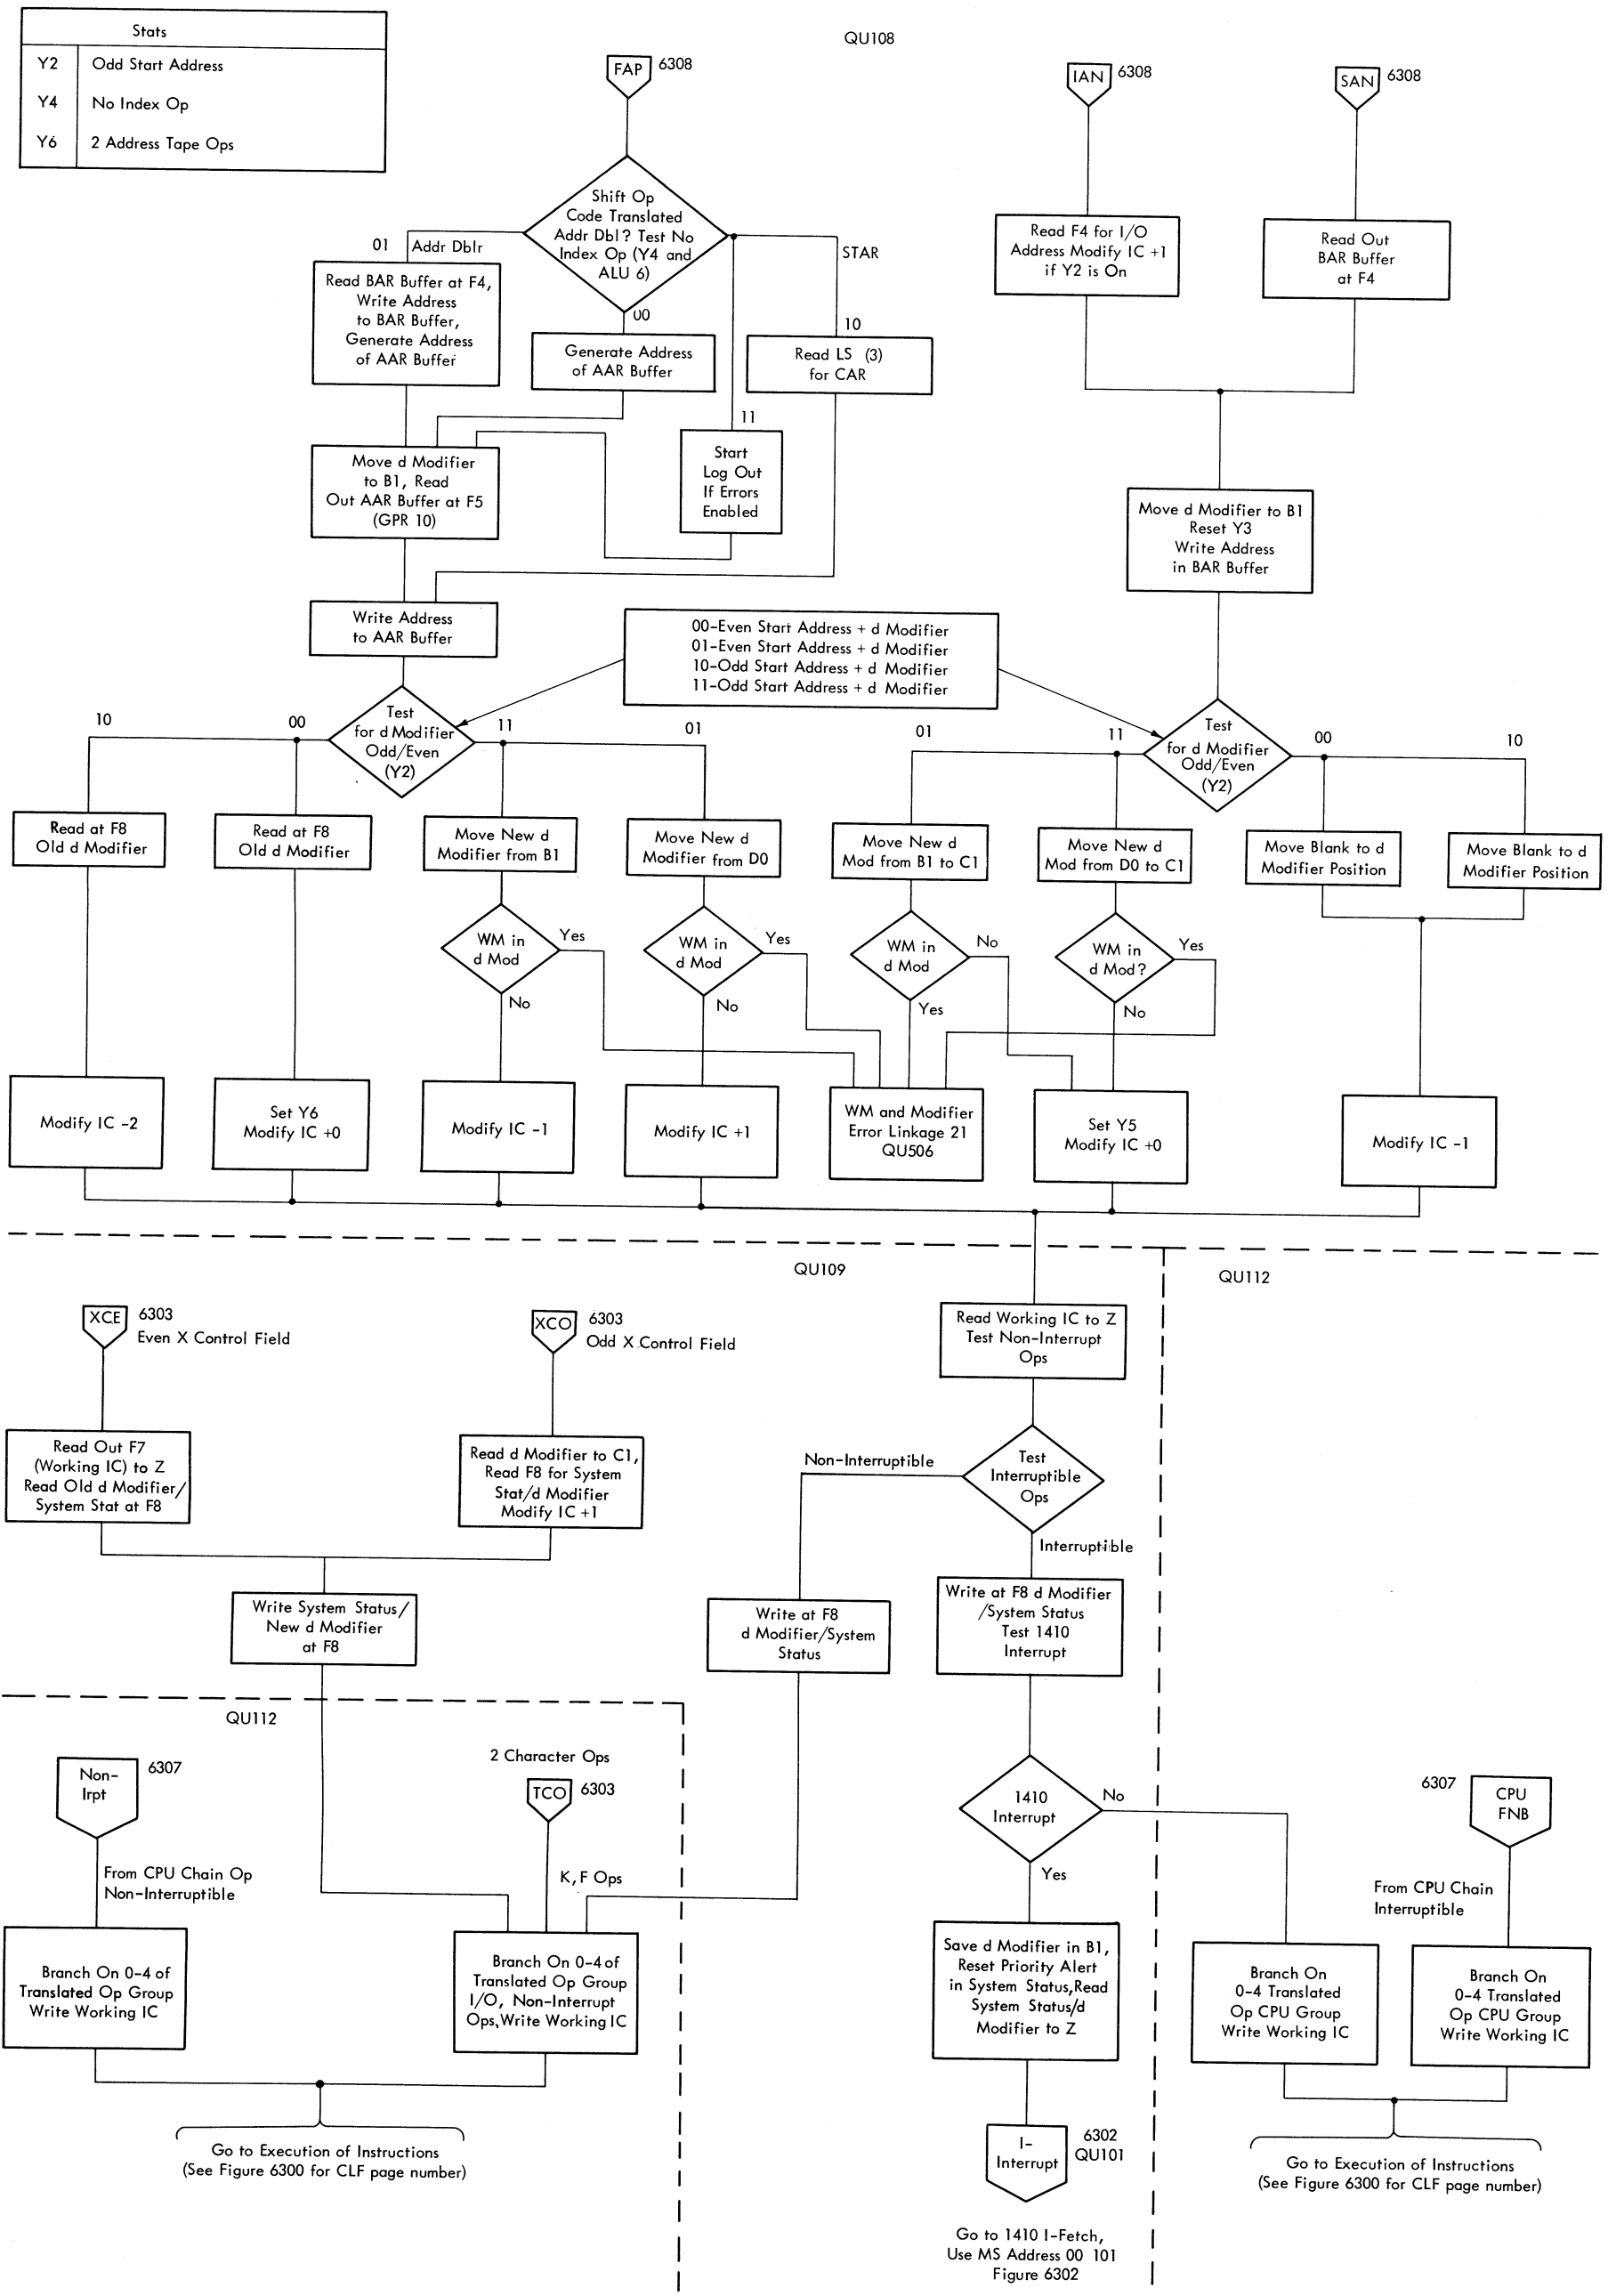 Stats
Y2 Odd Start Address
Y4 No Index Op
Y6 2 Address Tape Ops
QU108
FAP 6308
IAN 6308
SAN 6308
Shift Op
Code Translated
Addr Dbl? Test No
Index Op (Y4 and
ALU 6)
01 Addr Dblr
00
STAR
10
11
Read BAR Buffer at F4,
Write Address
to BAR Buffer,
Generate Address
of AAR Buffer
Generate Address
of AAR Buffer
Read LS (3)
for CAR
Start
Log Out
If Errors
Enabled
Move d Modifier
to B1, Read
Out AAR Buffer at F5
(GPR 10)
Write Address
to AAR Buffer
Read F4 for I/O
Address Modify IC +1
if Y2 is On
Read Out
BAR Buffer
at F4
Move d Modifier to B1
Reset Y3
Write Address
in BAR Buffer
00-Even Start Address + d Modifier
01-Even Start Address + d Modifier
10-Odd Start Address + d Modifier
11-Odd Start Address + d Modifier
Test
for d Modifier
Odd/Even
(Y2)
10
00
11
01
Test
for d Modifier
Odd/Even
(Y2)
01
11
00
10
Read at F8
Old d Modifier
Read at F8
Old d Modifier
Move New d
Modifier from B1
Move New d
Modifier from D0
Move New d
Mod from B1 to C1
Move New d
Mod from D0 to C1
Move Blank to d
Modifier Position
Move Blank to d
Modifier Position
WM in
d Mod
Yes
No
WM in
d Mod
Yes
No
WM in
d Mod
No
Yes
WM in
d Mod?
Yes
No
Modify IC -2
Set Y6
Modify IC +0
Modify IC -1
Modify IC +1
WM and Modifier
Error Linkage 21
QU506
Set Y5
Modify IC +0
Modify IC -1
QU109
QU112
XCE 6303
Even X Control Field
XCO 6303
Odd X Control Field
Read Working IC to Z
Test Non-Interrupt
Ops
Read Out F7
(Working IC) to Z
Read Old d Modifier/
System Stat at F8
Read d Modifier to C1,
Read F8 for System
Stat/d Modifier
Modify IC +1
Non-Interruptible
Test
Interruptible
Ops
Interruptible
Write System Status/
New d Modifier
at F8
Write at F8
d Modifier/System
Status
Write at F8 d Modifier
/System Status
Test 1410
Interrupt
QU112
Non-
Irpt
6307
2 Character Ops
TCO 6303
1410
Interrupt
No
Yes
6307
CPU
FNB
From CPU Chain Op
Non-Interruptible
K,F Ops
From CPU Chain
Interruptible
Branch On 0-4 of
Translated Op Group
Write Working IC
Branch On 0-4 of
Translated Op Group
I/O, Non-Interrupt
Ops,Write Working IC
Save d Modifier in B1,
Reset Priority Alert
in System Status,Read
System Status/d
Modifier to Z
Branch On
0-4 Translated
Op CPU Group
Write Working IC
Branch On
0-4 Translated
Op CPU Group
Write Working IC
Go to Execution of Instructions
(See Figure 6300 for CLF page number)
I-
Interrupt
6302
QU101
Go to Execution of Instructions
(See Figure 6300 for CLF page number)
Go to 1410 I-Fetch,
Use MS Address 00 101
Figure 6302